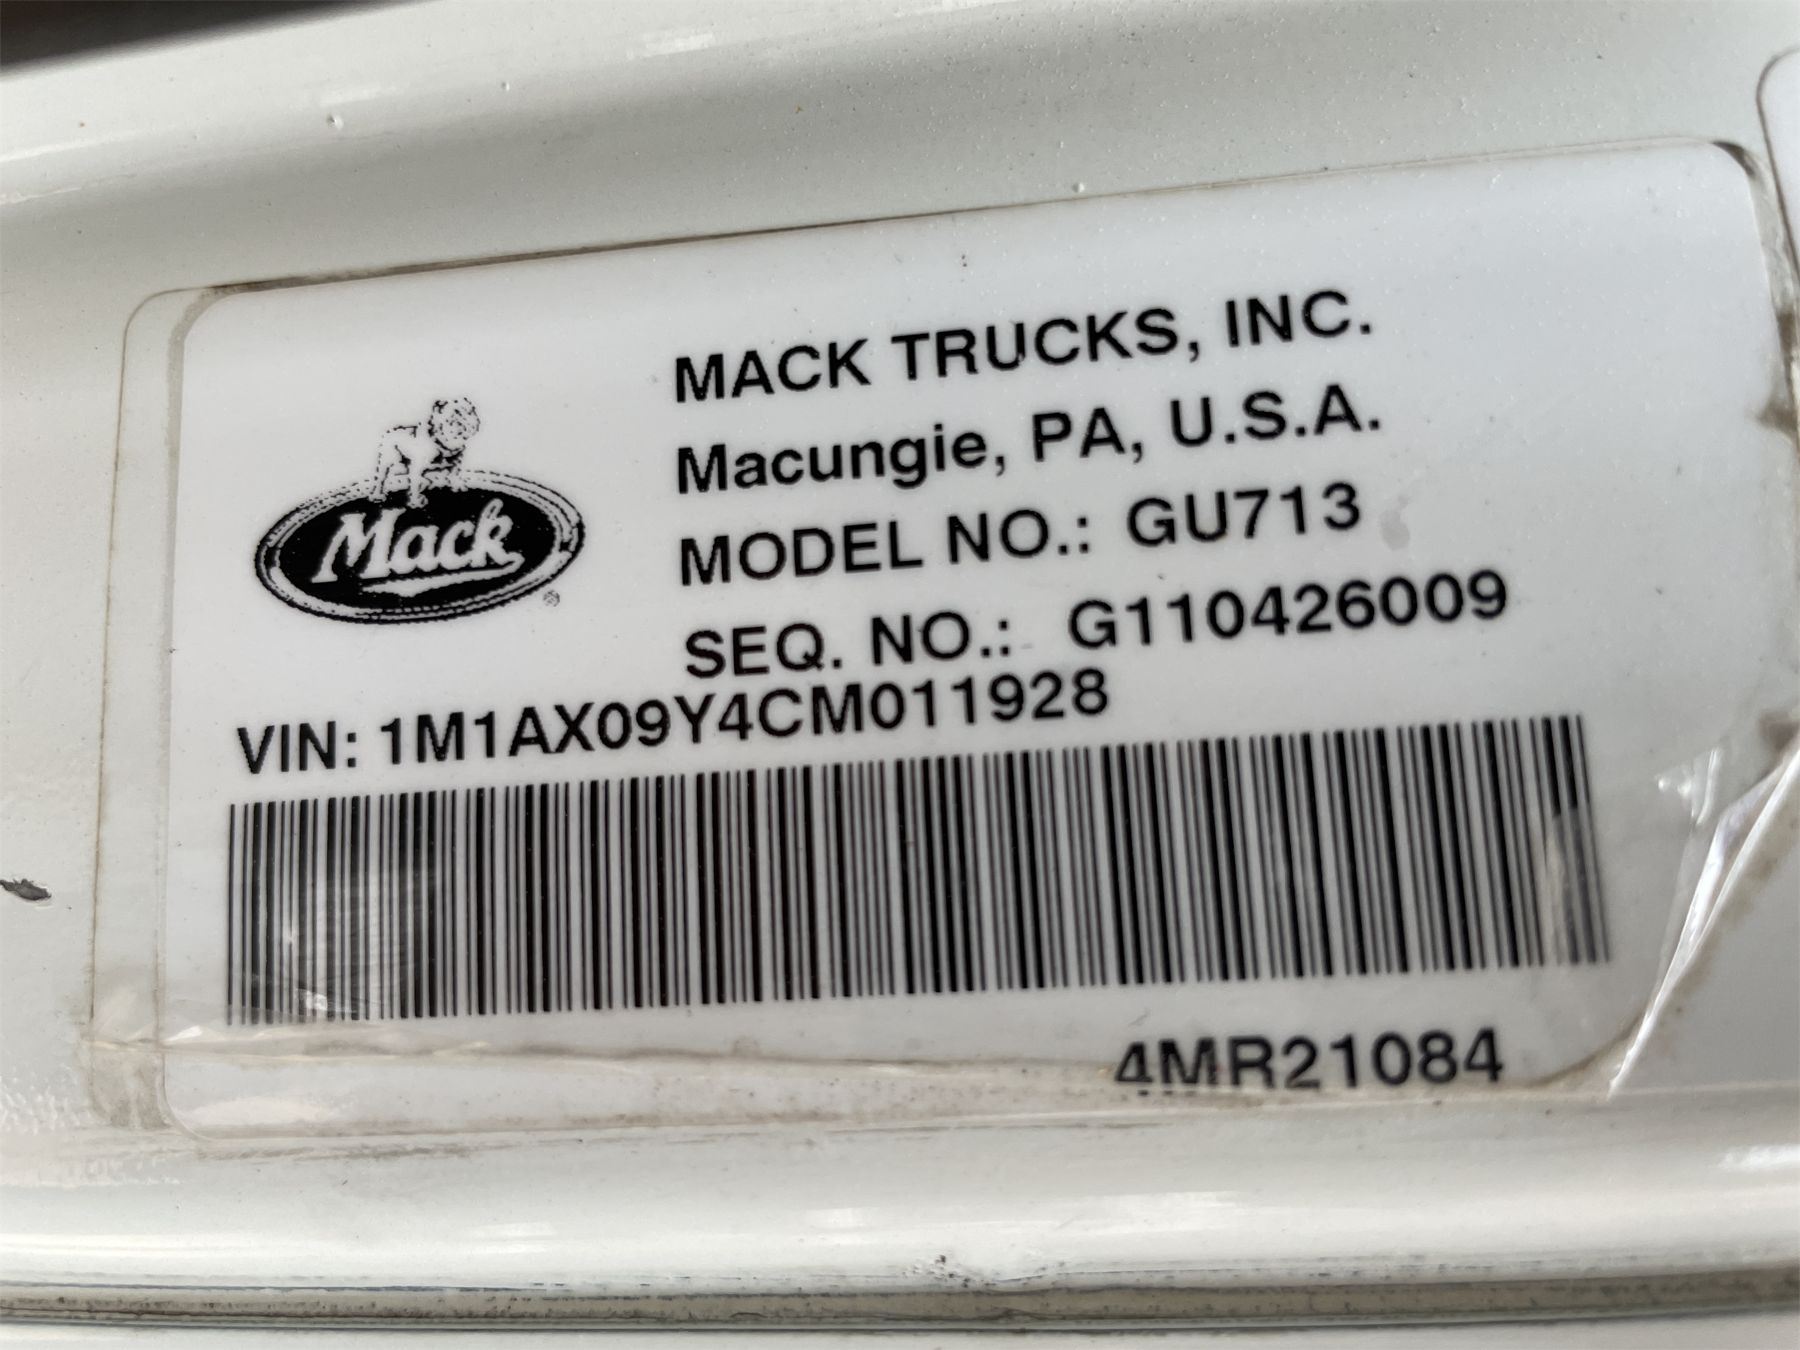 MACK TRUCKS, INC.
Macungie, PA, U.S.A.
MODEL NO.: GU713
SEQ. NO.: G110426009
Mack
®
VIN: 1M1AX09Y4CM011928
4MR21084